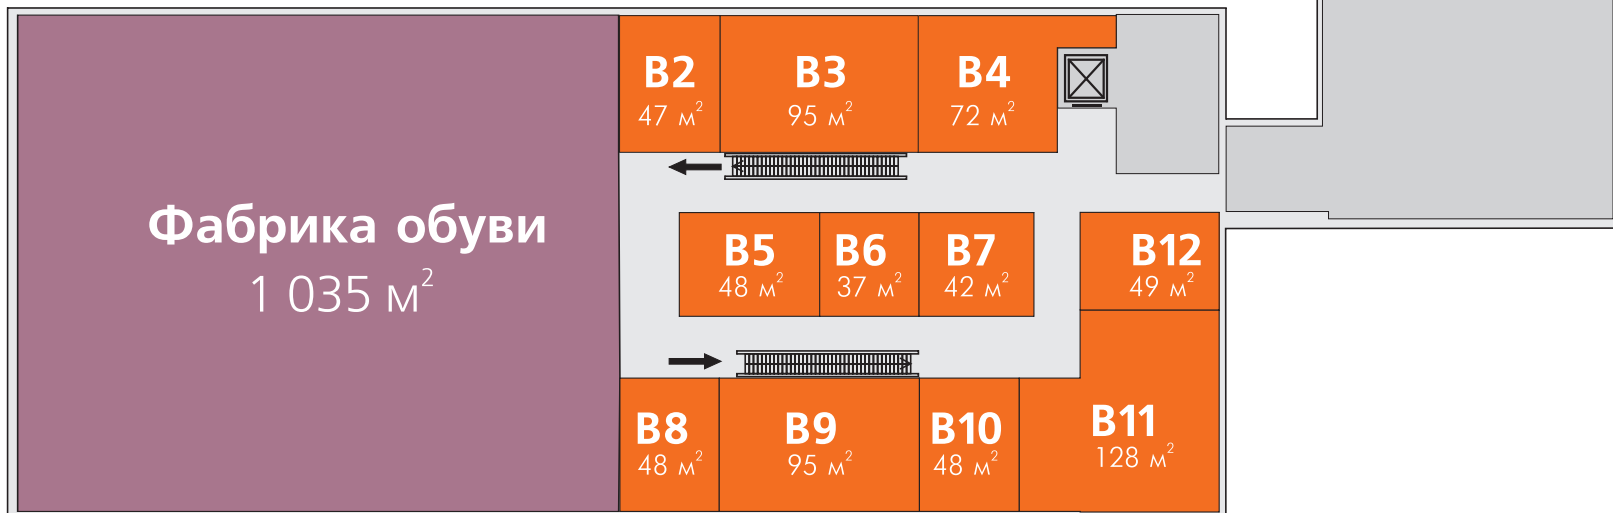 B2
47 м²
B3
95 м²
B4
72 м²
Фабрика обуви
1 035 м²
B5
48 м²
B6
37 м²
B7
42 м²
B12
49 м²
B8
48 м²
B9
95 м²
B10
48 м²
B11
128 м²